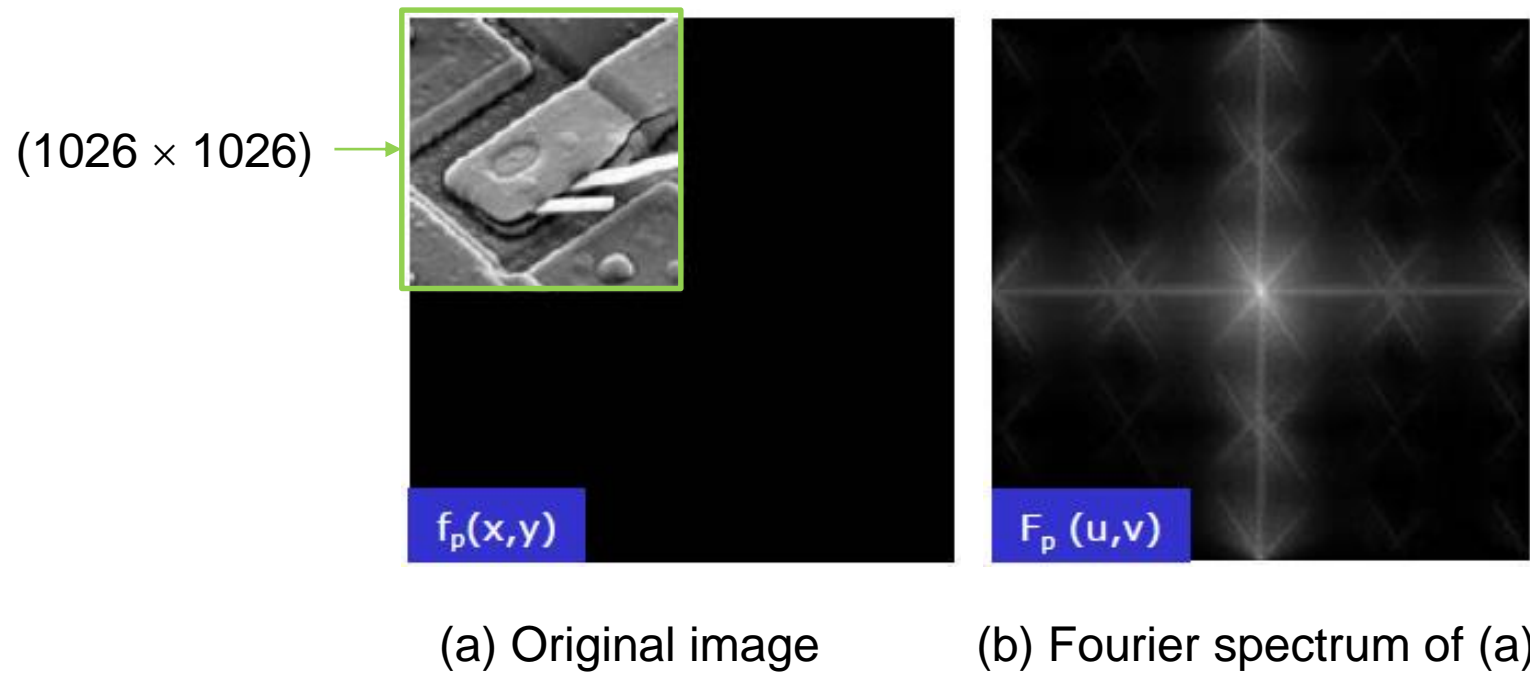 (1026 × 1026)
fₚ(x,y)
Fₚ (u,v)
(a) Original image
(b) Fourier spectrum of (a)